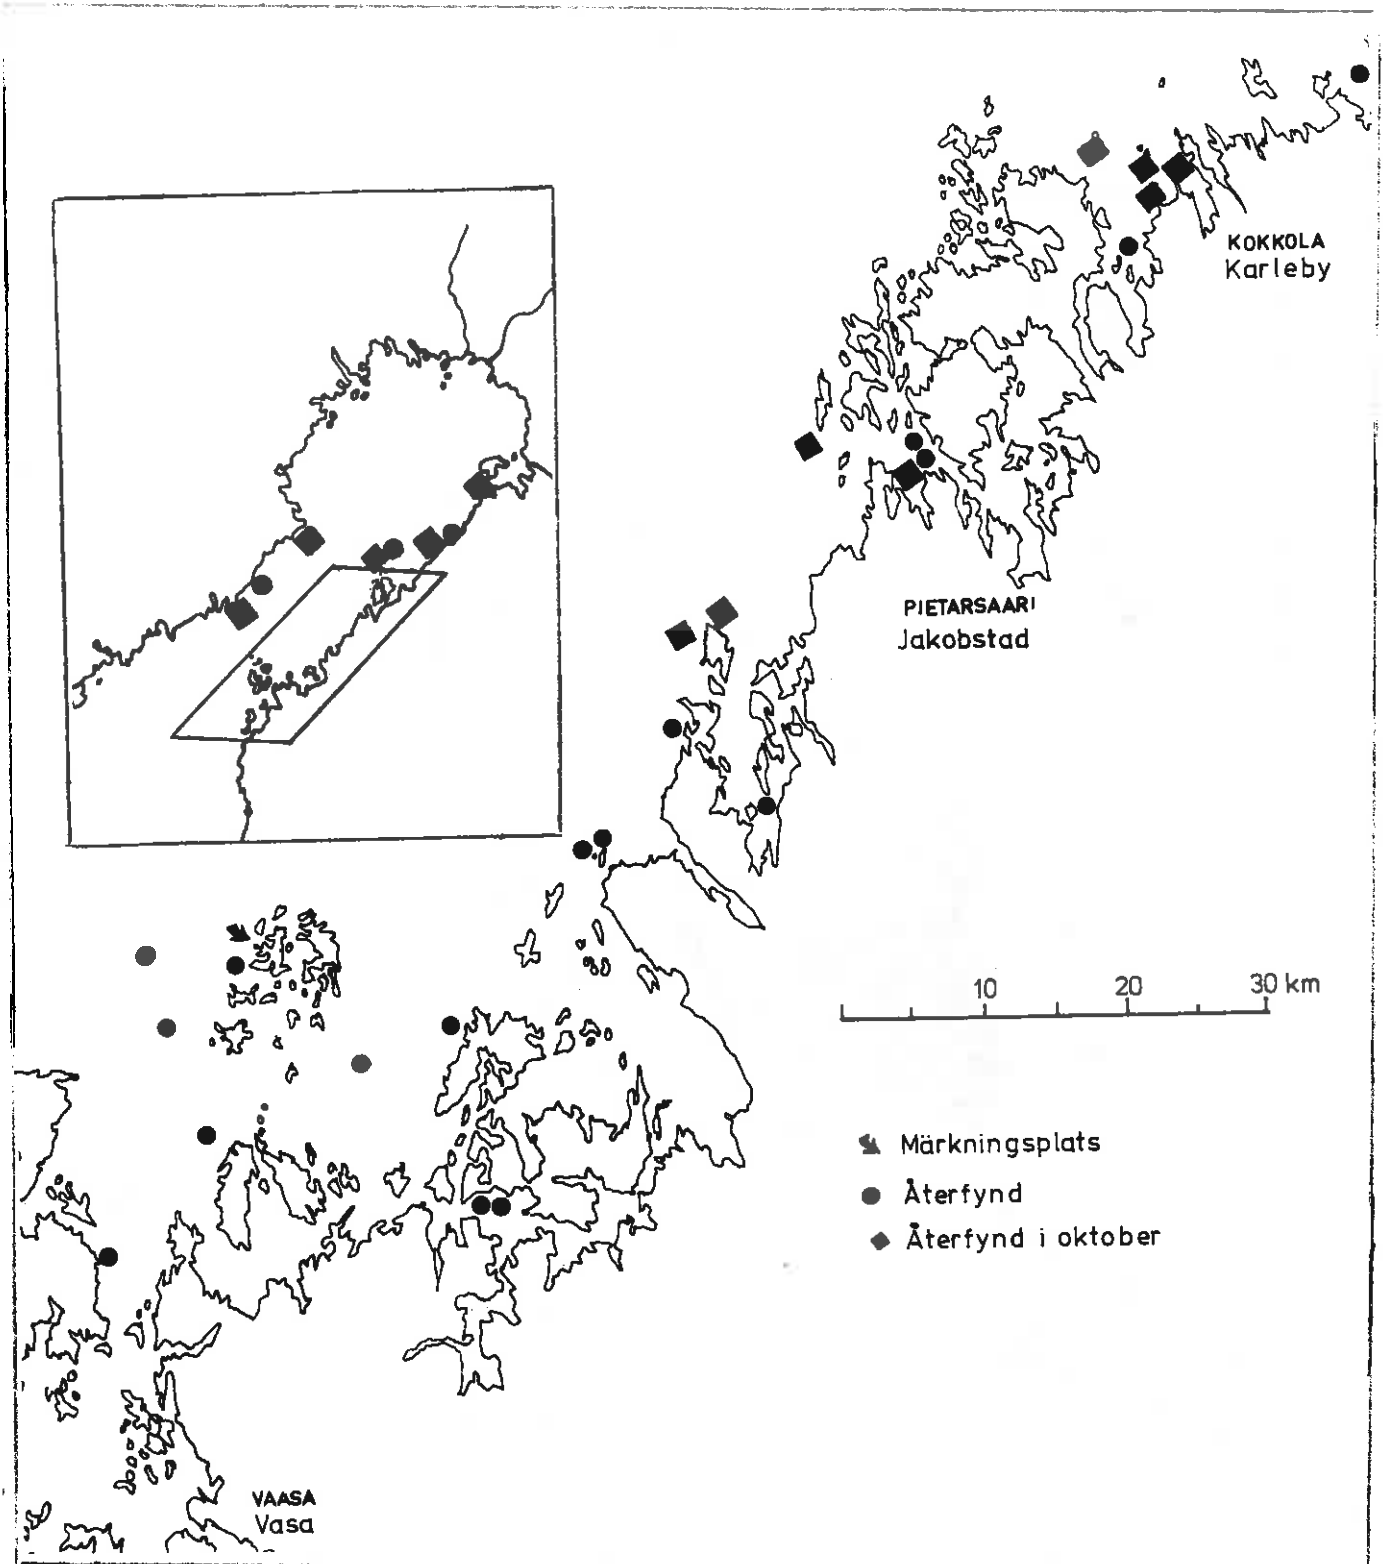 KOKKOLA
Karleby
PIETARSAARI
Jakobstad
10 20 30 km
Märkningsplats
Återfynd
Återfynd i oktober
VAASA
Vasa